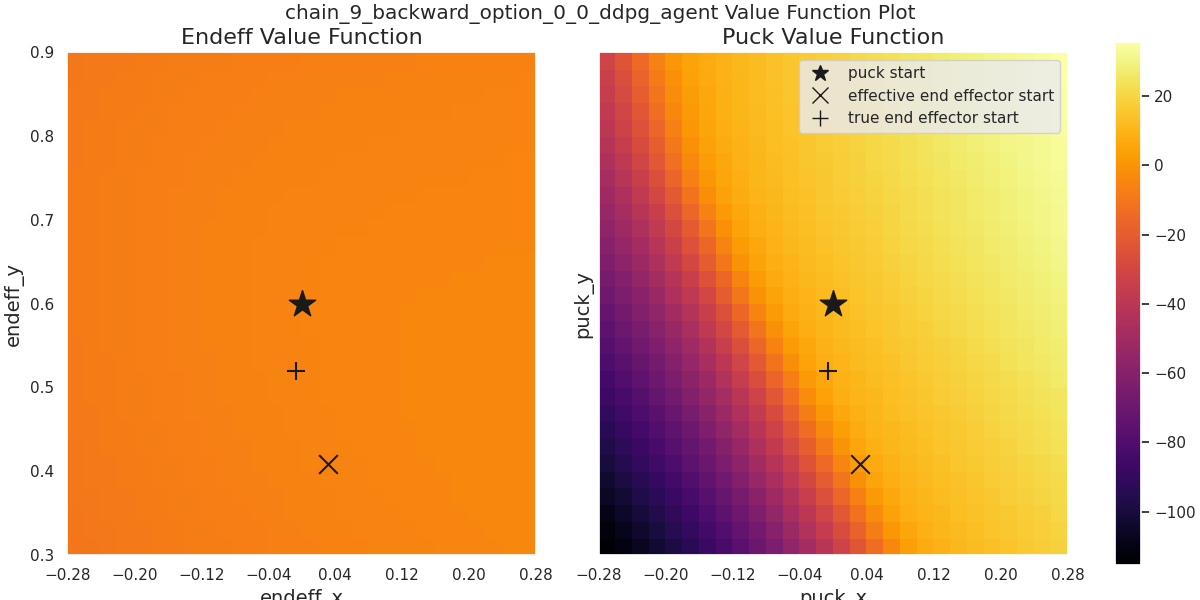 chain_9_backward_option_0_0_ddpg_agent Value Function Plot
Endeff Value Function
Puck Value Function
0.9
0.8
0.7
0.6
0.5
0.4
0.3
endeff_y
−0.28 −0.20 −0.12 −0.04 0.04 0.12 0.20 0.28
endeff_x
puck start
effective end effector start
true end effector start
puck_y
−0.28 −0.20 −0.12 −0.04 0.04 0.12 0.20 0.28
puck_x
20
0
−20
−40
−60
−80
−100